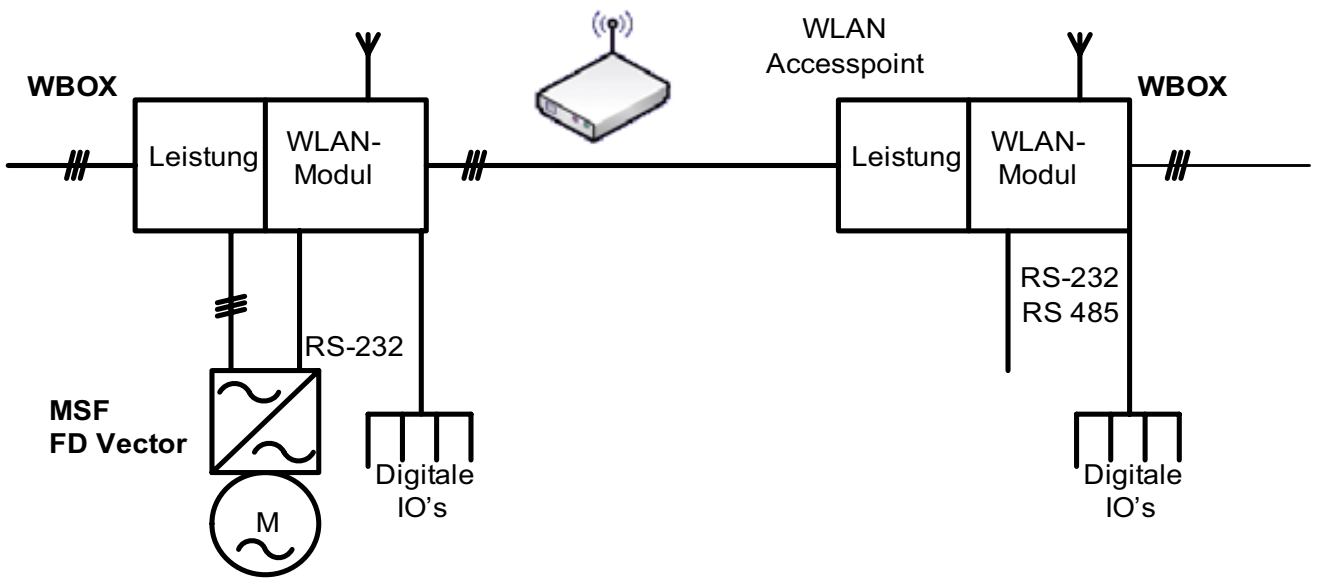 WLAN
Accesspoint
WBOX
WBOX
Leistung
WLAN-
Modul
Leistung
WLAN-
Modul
RS-232
RS 485
RS-232
MSF
FD Vector
Digitale
IO's
Digitale
IO's
M